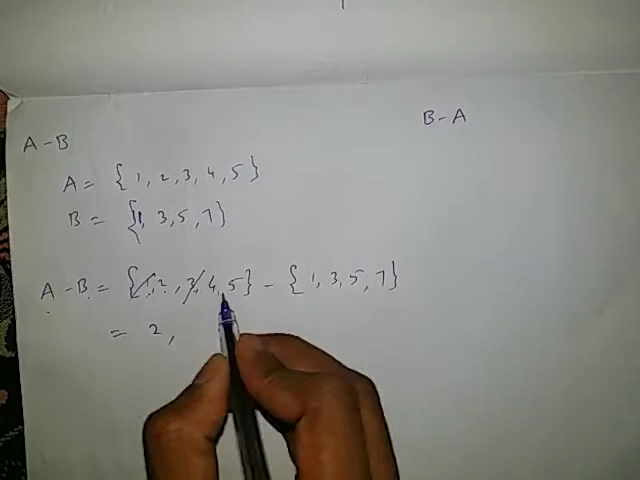 B - A
A - B
A = { 1, 2, 3, 4, 5 }
B = { 1, 3, 5, 7 }
A - B = { 1, 2, 3, 4, 5 } - { 1, 3, 5, 7 }
= 2,